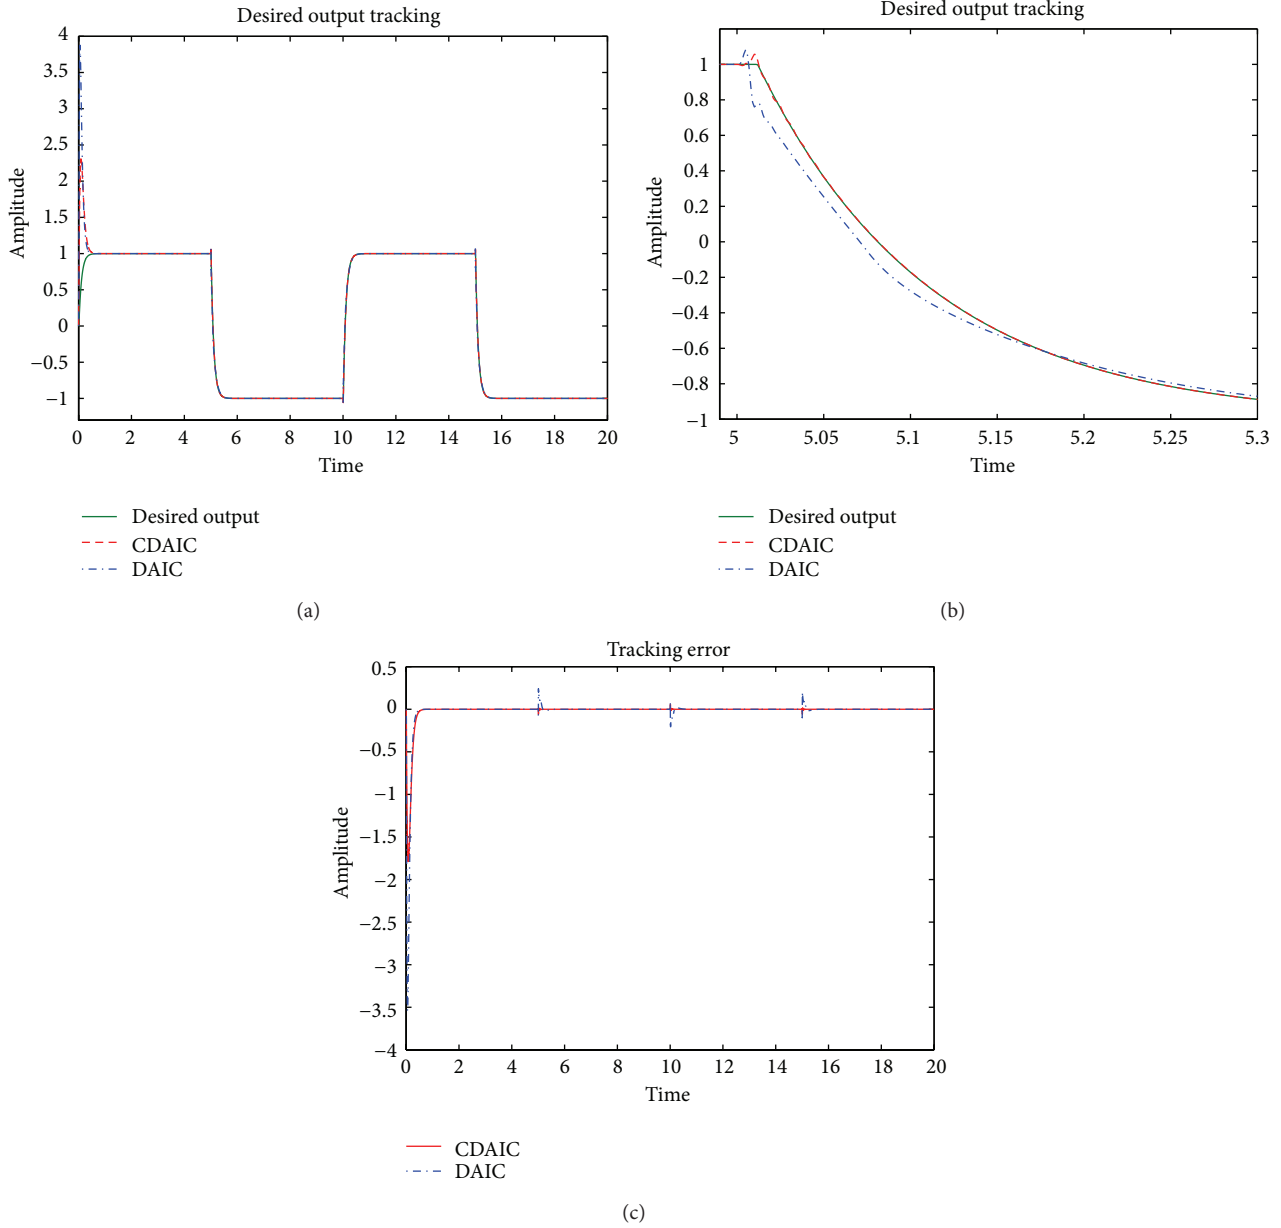 Desired output tracking
4
3.5
3
2.5
2
1.5
1
0.5
0
−0.5
−1
Amplitude
0 2 4 6 8 10 12 14 16 18 20
Time
Desired output
CDAIC
DAIC
(a)
Desired output tracking
1
0.8
0.6
0.4
0.2
0
−0.2
−0.4
−0.6
−0.8
−1
Amplitude
5 5.05 5.1 5.15 5.2 5.25 5.3
Time
Desired output
CDAIC
DAIC
(b)
Tracking error
0.5
0
−0.5
−1
−1.5
−2
−2.5
−3
−3.5
−4
Amplitude
0 2 4 6 8 10 12 14 16 18 20
Time
CDAIC
DAIC
(c)